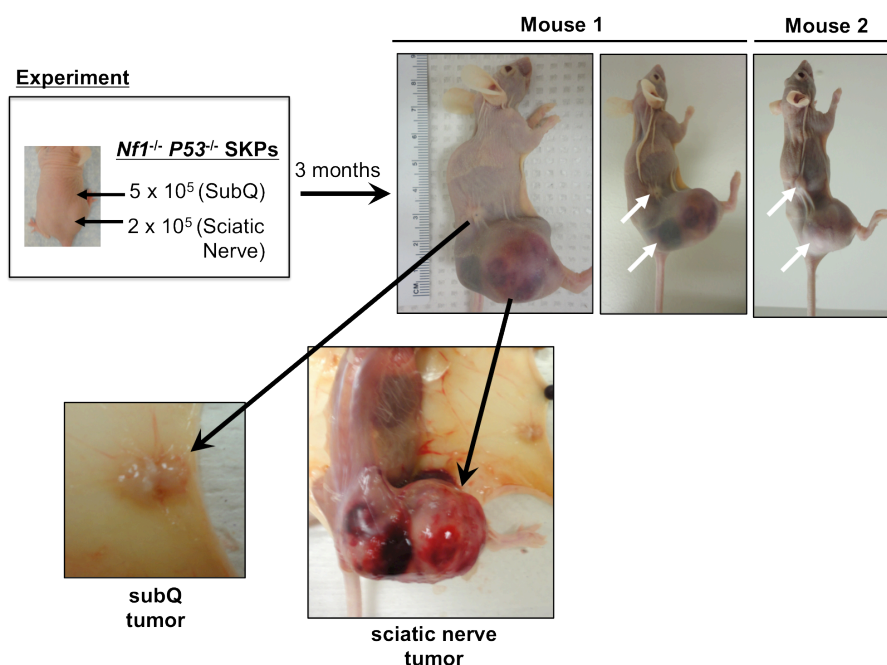 Mouse 1
Mouse 2
Experiment
Nf1-/- P53-/- SKPs
5 x 10⁵ (SubQ)
2 x 10⁵ (Sciatic
Nerve)
3 months
CM
subQ
tumor
sciatic nerve
tumor